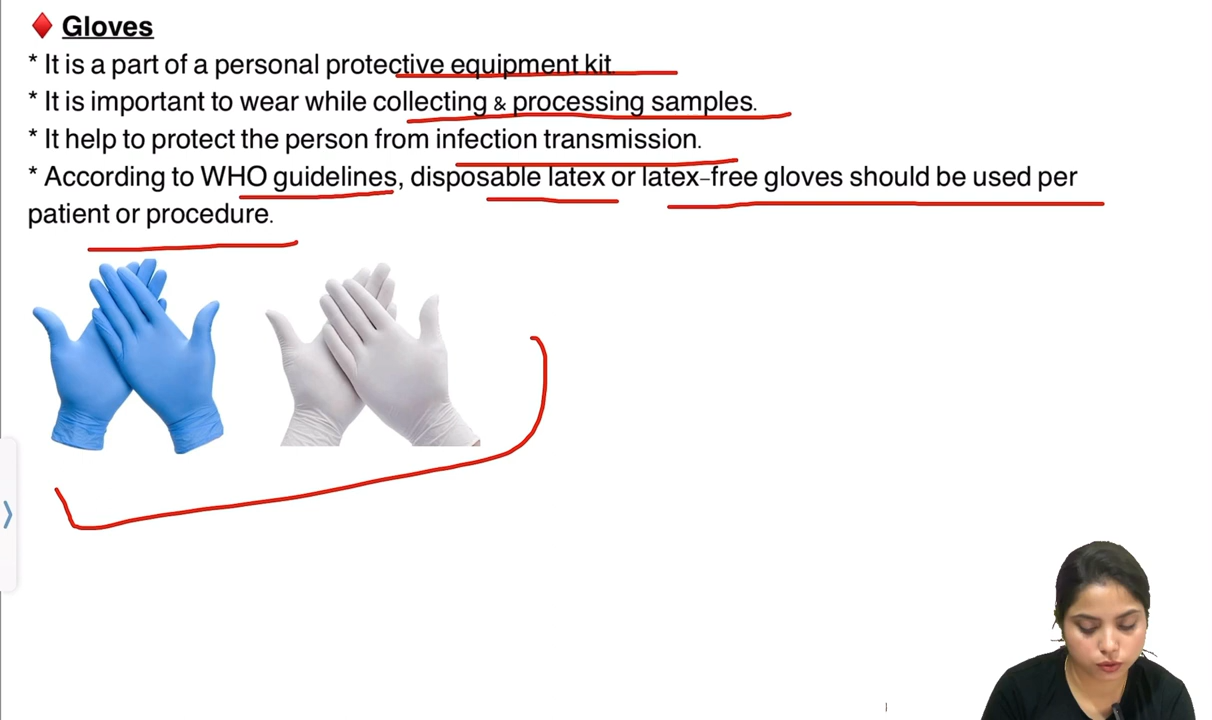 Gloves
* It is a part of a personal protective equipment kit.
* It is important to wear while collecting & processing samples.
* It help to protect the person from infection transmission.
* According to WHO guidelines, disposable latex or latex-free gloves should be used per
patient or procedure.